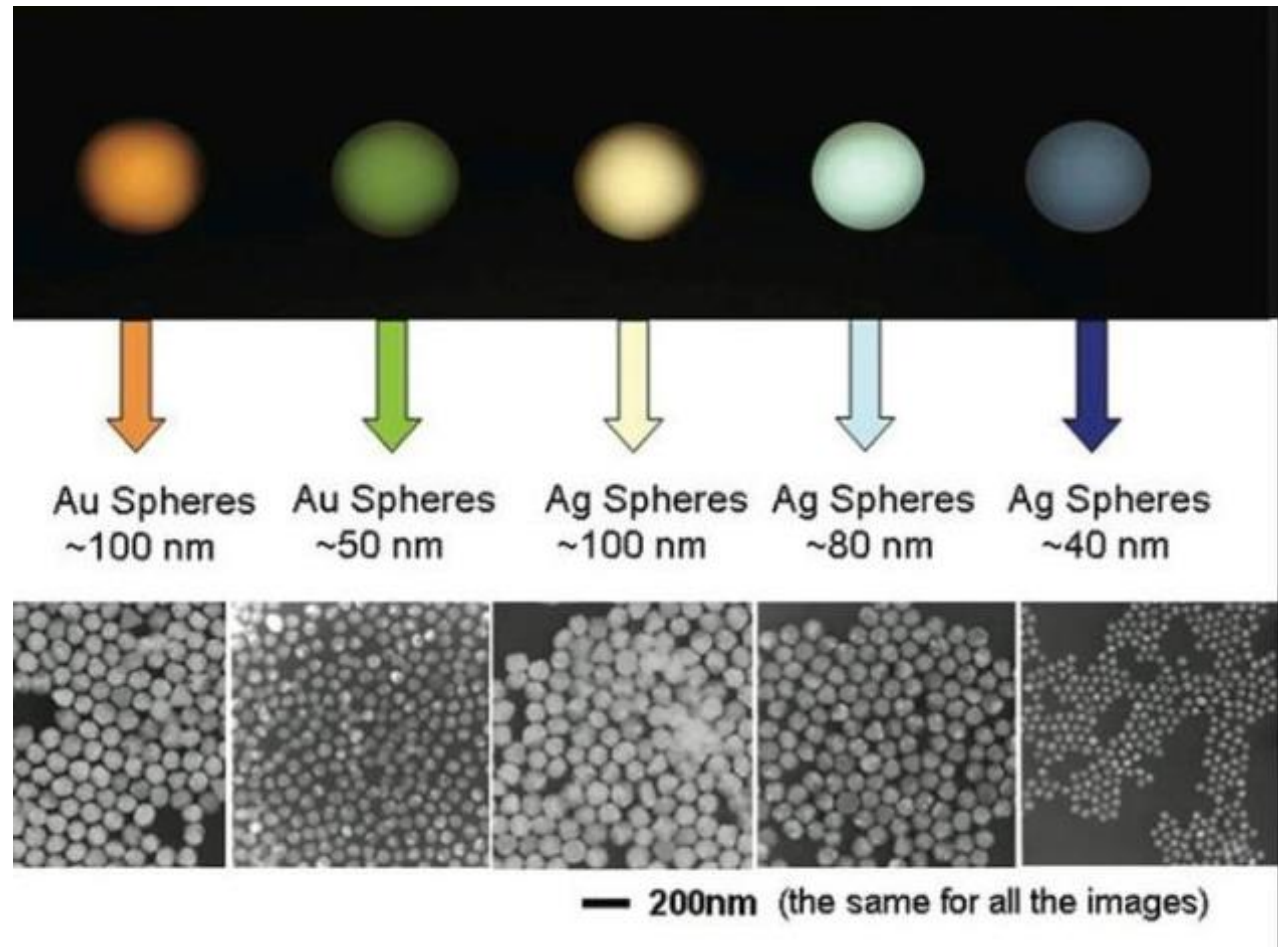 Au Spheres Au Spheres Ag Spheres Ag Spheres Ag Spheres
~100 nm ~50 nm ~100 nm ~80 nm ~40 nm
200nm (the same for all the images)